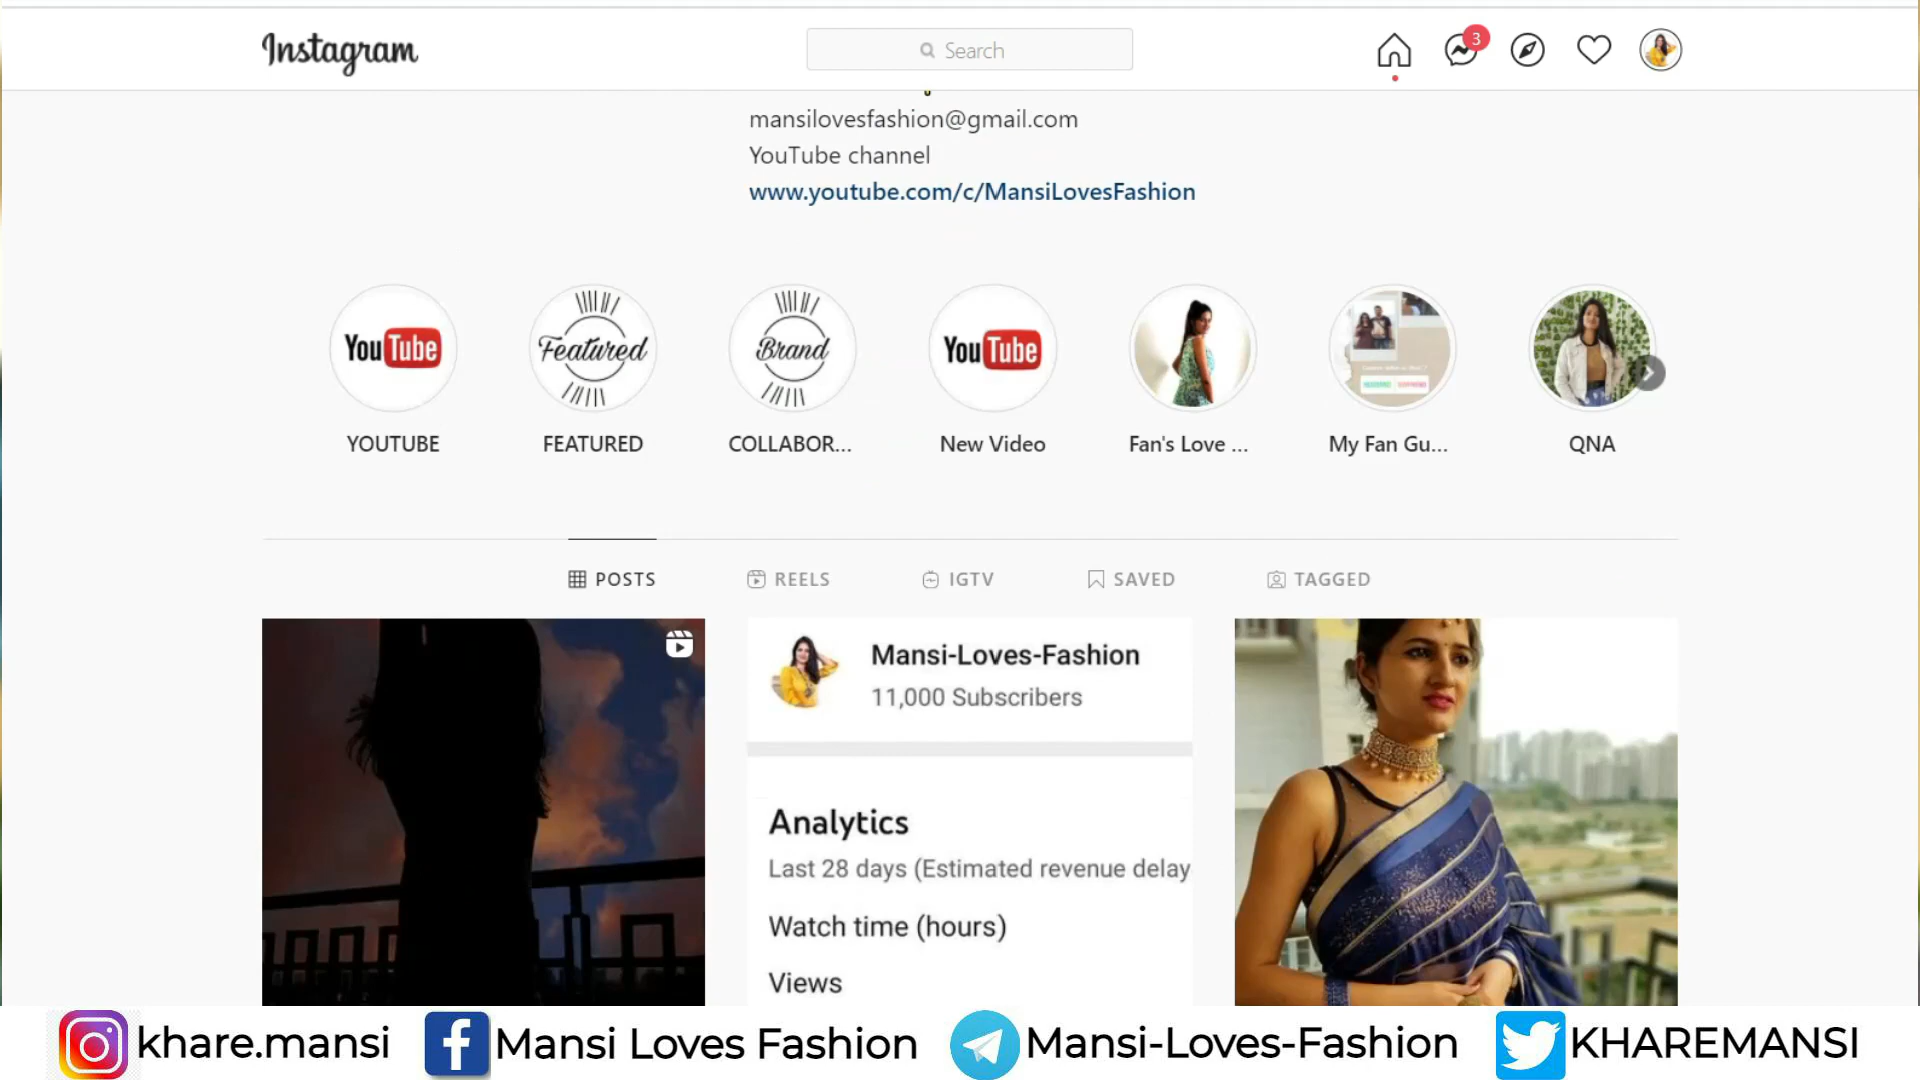 Instagram
Search
3
mansilovesfashion@gmail.com
YouTube channel
www.youtube.com/c/MansiLovesFashion
YouTube
Featured
Brand
YouTube
YOUTUBE
FEATURED
COLLABOR...
New Video
Fan's Love ...
My Fan Gu...
QNA
POSTS
REELS
IGTV
SAVED
TAGGED
Mansi-Loves-Fashion
11,000 Subscribers
Analytics
Last 28 days (Estimated revenue delay
Watch time (hours)
Views
khare.mansi
Mansi Loves Fashion
Mansi-Loves-Fashion
KHAREMANSI